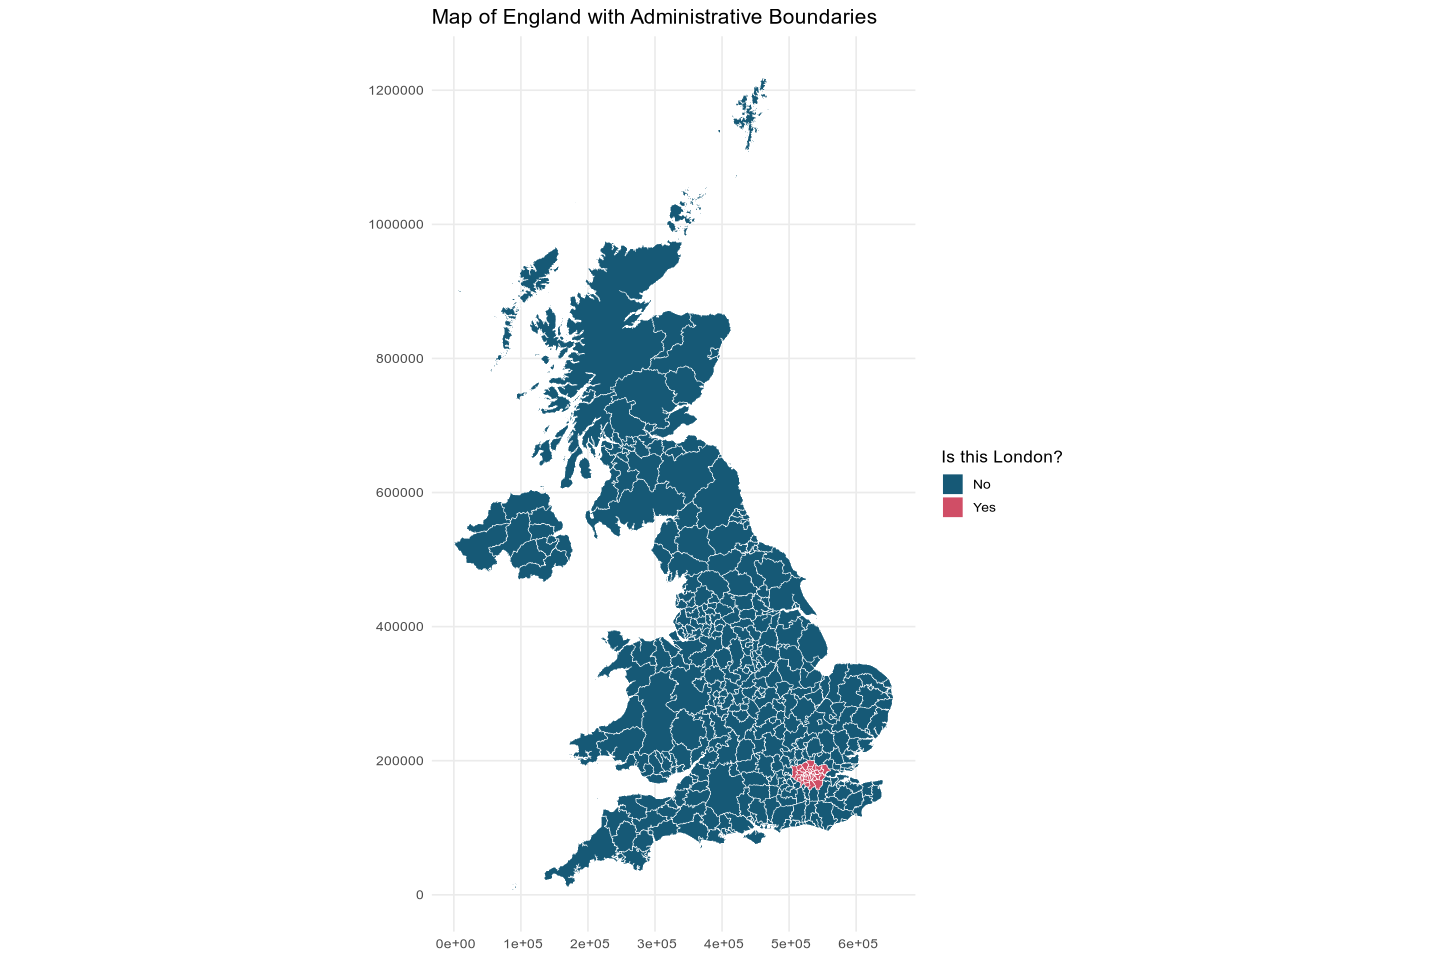 Map of England with Administrative Boundaries
1200000
1000000
800000
600000
400000
200000
0
0e+00 1e+05 2e+05 3e+05 4e+05 5e+05 6e+05
Is this London?
No
Yes